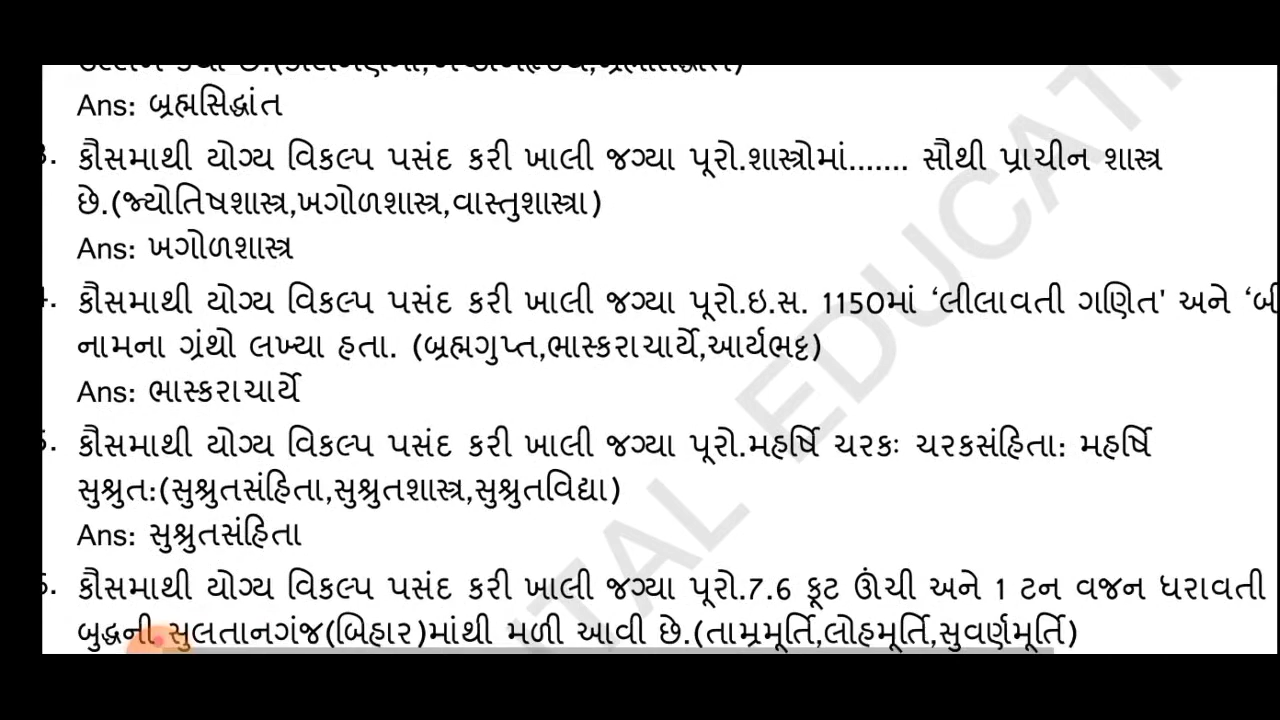 Ans: બ્રહ્મસિદ્ધાંત
કૌસમાથી યોગ્ય વિકલ્પ પસંદ કરી ખાલી જગ્યા પૂરો.શાસ્ત્રોમાં....... સૌથી પ્રાચીન શાસ્ત્ર
છે.(જ્યોતિષશાસ્ત્ર,ખગોળશાસ્ત્ર,વાસ્તુશાસ્ત્રા)
Ans: ખગોળશાસ્ત્ર
કૌસમાથી યોગ્ય વિકલ્પ પસંદ કરી ખાલી જગ્યા પૂરો.ઇ.સ. 1150માં ‘લીલાવતી ગણિત' અને
નામના ગ્રંથો લખ્યા હતા. (બ્રહ્મગુપ્ત,ભાસ્કરાચાર્યે,આર્યભટ્ટ)
Ans: ભાસ્કરાચાર્યે
કૌસમાથી યોગ્ય વિકલ્પ પસંદ કરી ખાલી જગ્યા પૂરો.મહર્ષિ ચરકઃ ચરકસંહિતા: મહર્ષિ
સુશ્રુત:(સુશ્રુતસંહિતા,સુશ્રુતશાસ્ત્ર,સુશ્રુતવિદ્યા)
Ans: સુશ્રુતસંહિતા
કૌસમાથી યોગ્ય વિકલ્પ પસંદ કરી ખાલી જગ્યા પૂરો.7.6 ફૂટ ઊંચી અને 1 ટન વજન ધરાવતી
બુદ્ધની સુલતાનગંજ(બિહાર)માંથી મળી આવી છે.(તામ્રમૂર્તિ,લોહમૂર્તિ,સુવર્ણમૂર્તિ)